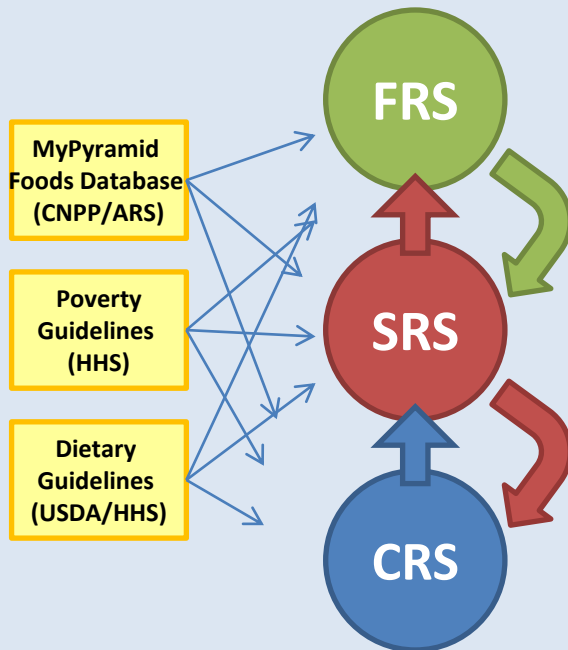 MyPyramid
Foods Database
(CNPP/ARS)
Poverty
Guidelines
(HHS)
Dietary
Guidelines
(USDA/HHS)
FRS
SRS
CRS